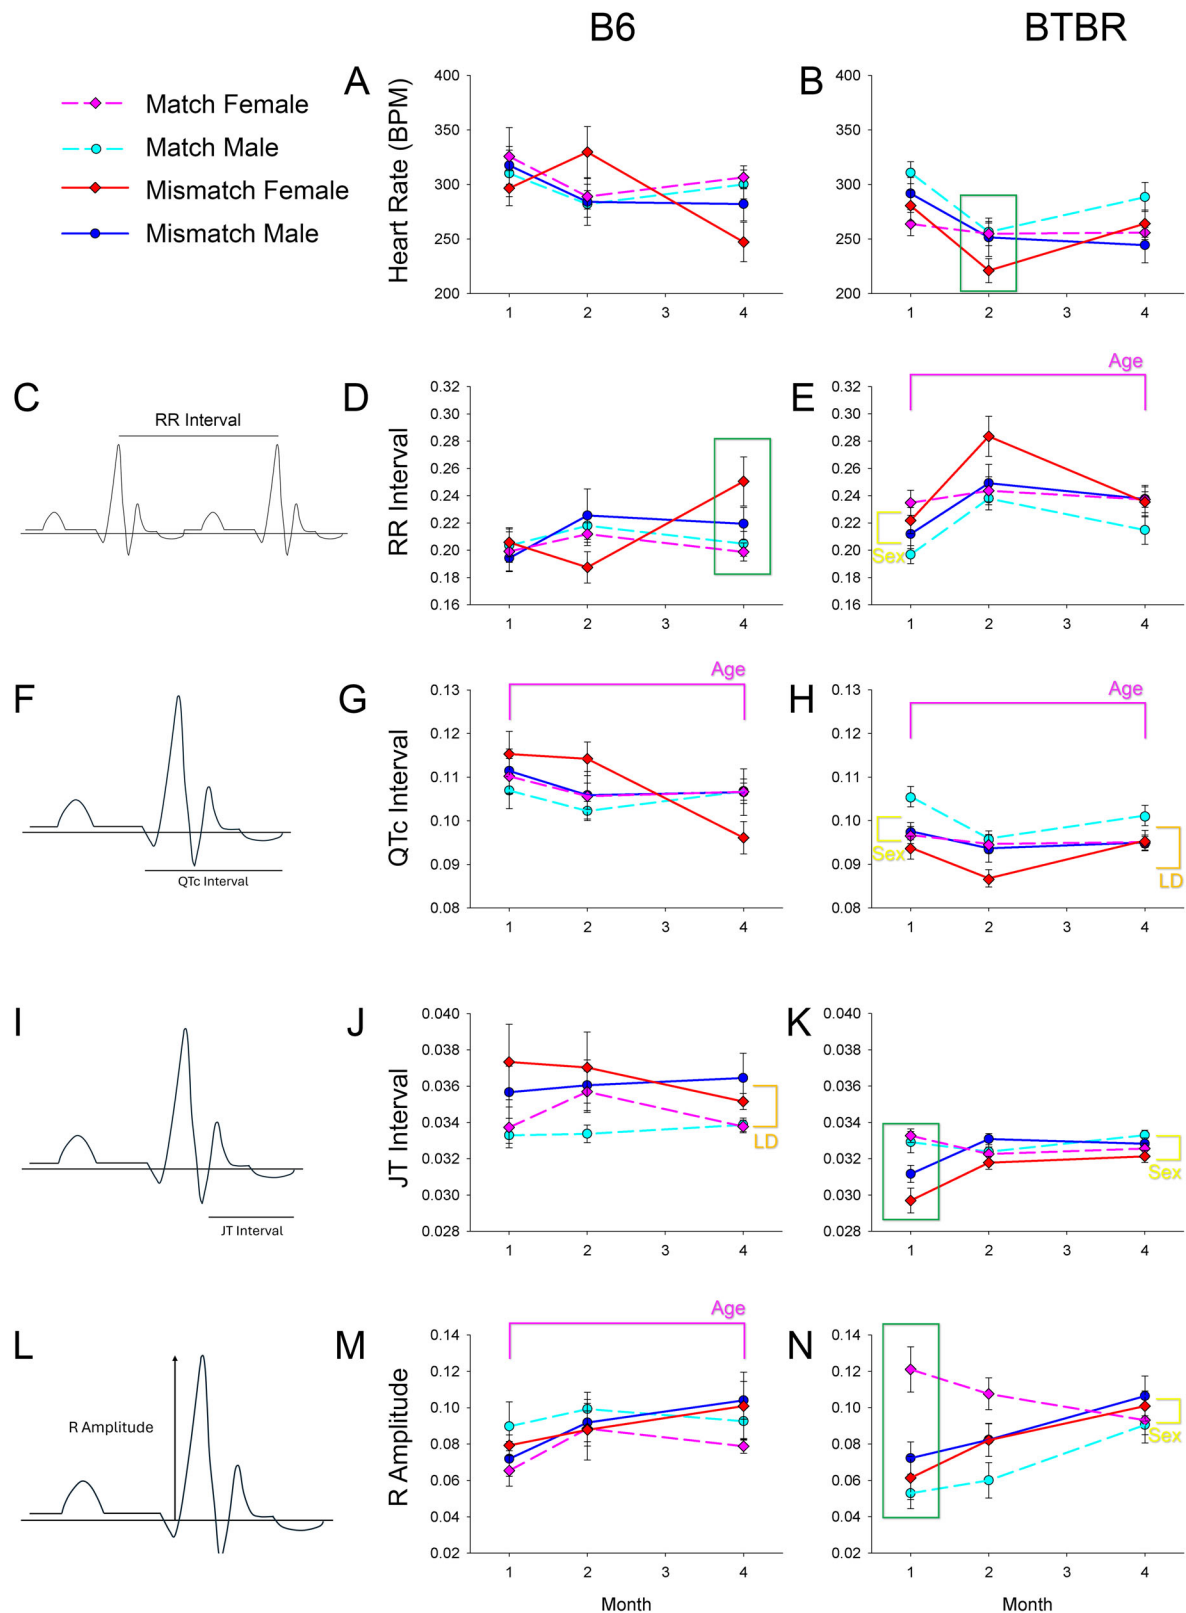 B6
BTBR
Match Female
Match Male
Mismatch Female
Mismatch Male
A
Heart Rate (BPM)
400
350
300
250
200
1
2
3
4
B
400
350
300
250
200
1
2
3
4
C
RR Interval
D
RR Interval
0.32
0.30
0.28
0.26
0.24
0.22
0.20
0.18
0.16
1
2
3
4
E
Age
Sex
0.32
0.30
0.28
0.26
0.24
0.22
0.20
0.18
0.16
1
2
3
4
F
QTc Interval
G
Age
QTc Interval
0.13
0.12
0.11
0.10
0.09
0.08
1
2
3
4
H
Age
Sex
LD
0.13
0.12
0.11
0.10
0.09
0.08
1
2
3
4
I
JT Interval
J
JT Interval
LD
0.040
0.038
0.036
0.034
0.032
0.030
0.028
1
2
3
4
K
Sex
0.040
0.038
0.036
0.034
0.032
0.030
0.028
1
2
3
4
L
R Amplitude
M
Age
R Amplitude
0.14
0.12
0.10
0.08
0.06
0.04
0.02
1
2
3
4
Month
N
Sex
0.14
0.12
0.10
0.08
0.06
0.04
0.02
1
2
3
4
Month